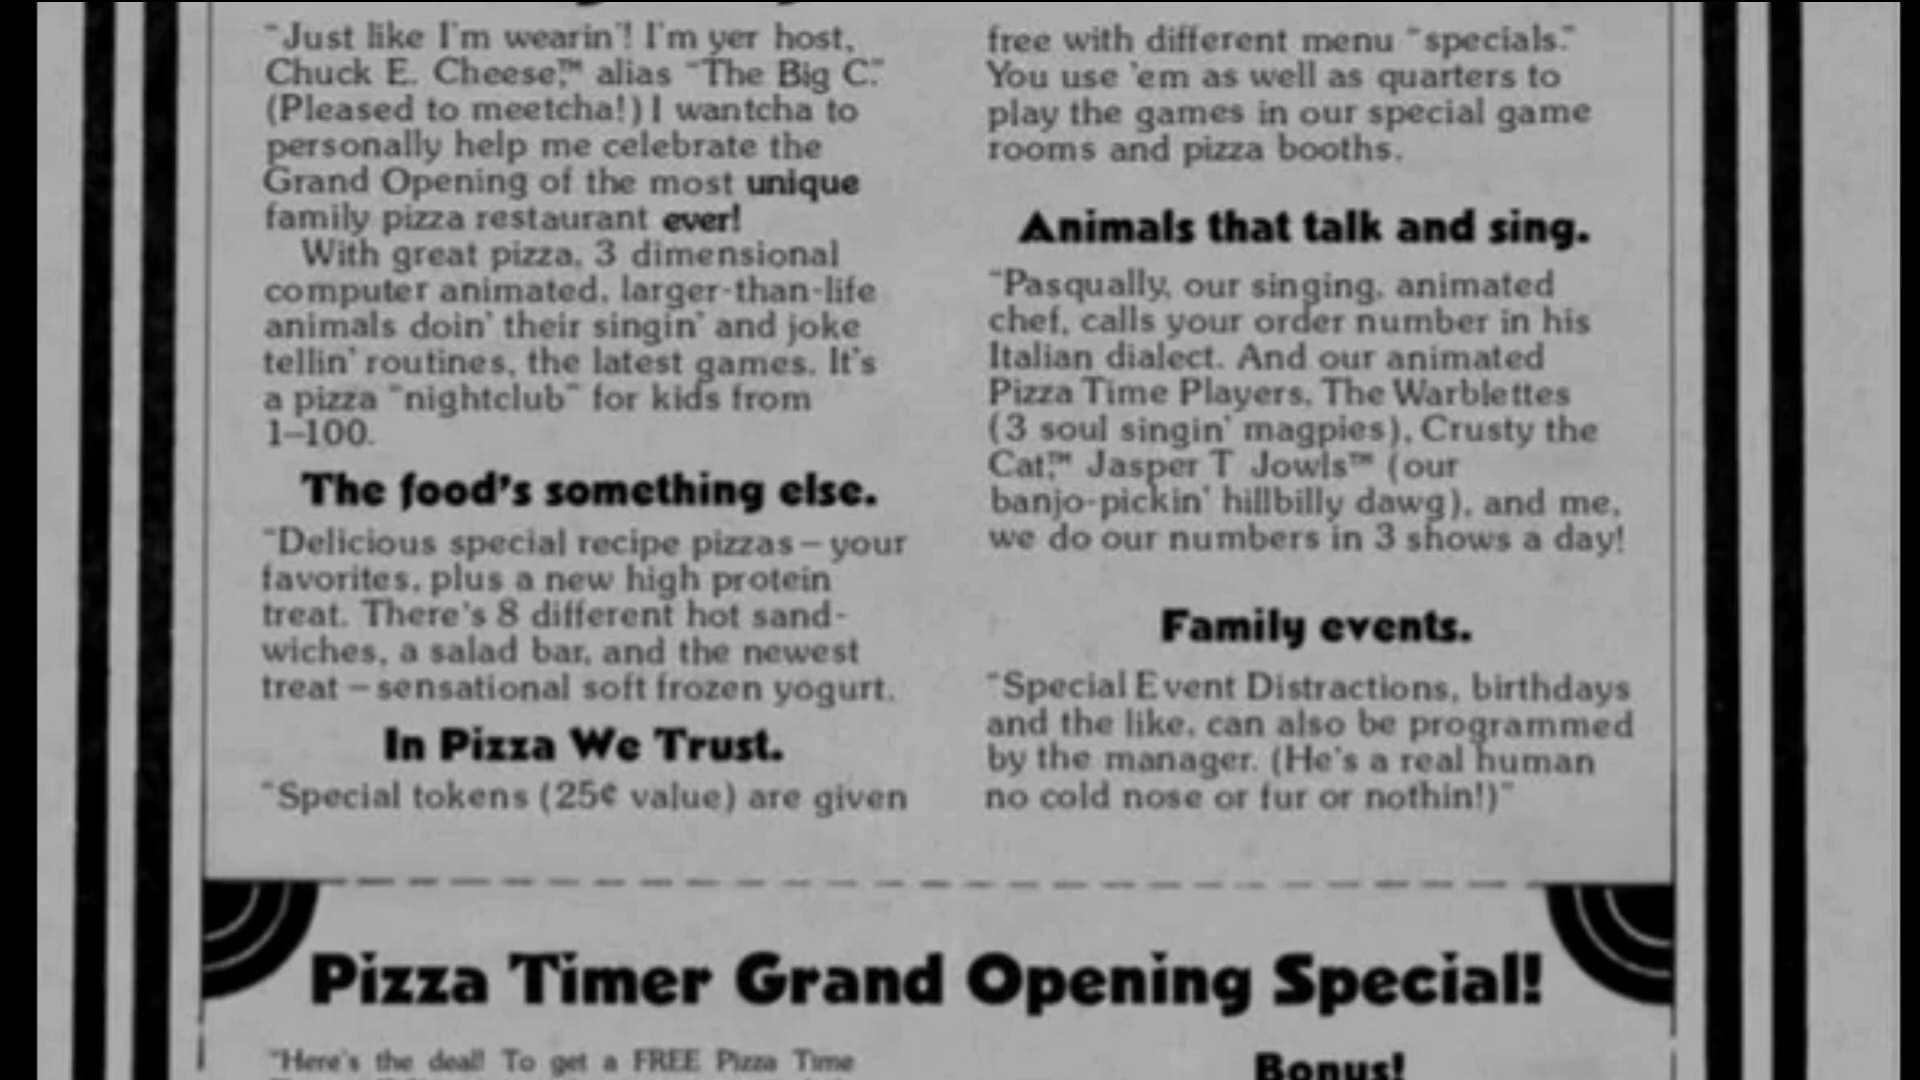 "Just like I'm wearin'! I'm yer host,
Chuck E. Cheese,™ alias "The Big C."
(Pleased to meetcha!) I wantcha to
personally help me celebrate the
Grand Opening of the most unique
family pizza restaurant ever!
With great pizza, 3 dimensional
computer animated, larger-than-life
animals doin' their singin' and joke
tellin' routines, the latest games. It's
a pizza "nightclub" for kids from
1–100.
The food's something else.
"Delicious special recipe pizzas – your
favorites, plus a new high protein
treat. There's 8 different hot sand-
wiches, a salad bar, and the newest
treat – sensational soft frozen yogurt.
In Pizza We Trust.
"Special tokens (25¢ value) are given
free with different menu "specials."
You use 'em as well as quarters to
play the games in our special game
rooms and pizza booths.
Animals that talk and sing.
"Pasqually, our singing, animated
chef, calls your order number in his
Italian dialect. And our animated
Pizza Time Players, The Warblettes
(3 soul singin' magpies), Crusty the
Cat,™ Jasper T Jowls™ (our
banjo-pickin' hillbilly dawg), and me,
we do our numbers in 3 shows a day!
Family events.
"Special Event Distractions, birthdays
and the like, can also be programmed
by the manager. (He's a real human
no cold nose or fur or nothin!)"
Pizza Timer Grand Opening Special!
"Here's the deal! To get a FREE Pizza Time
Bonus!